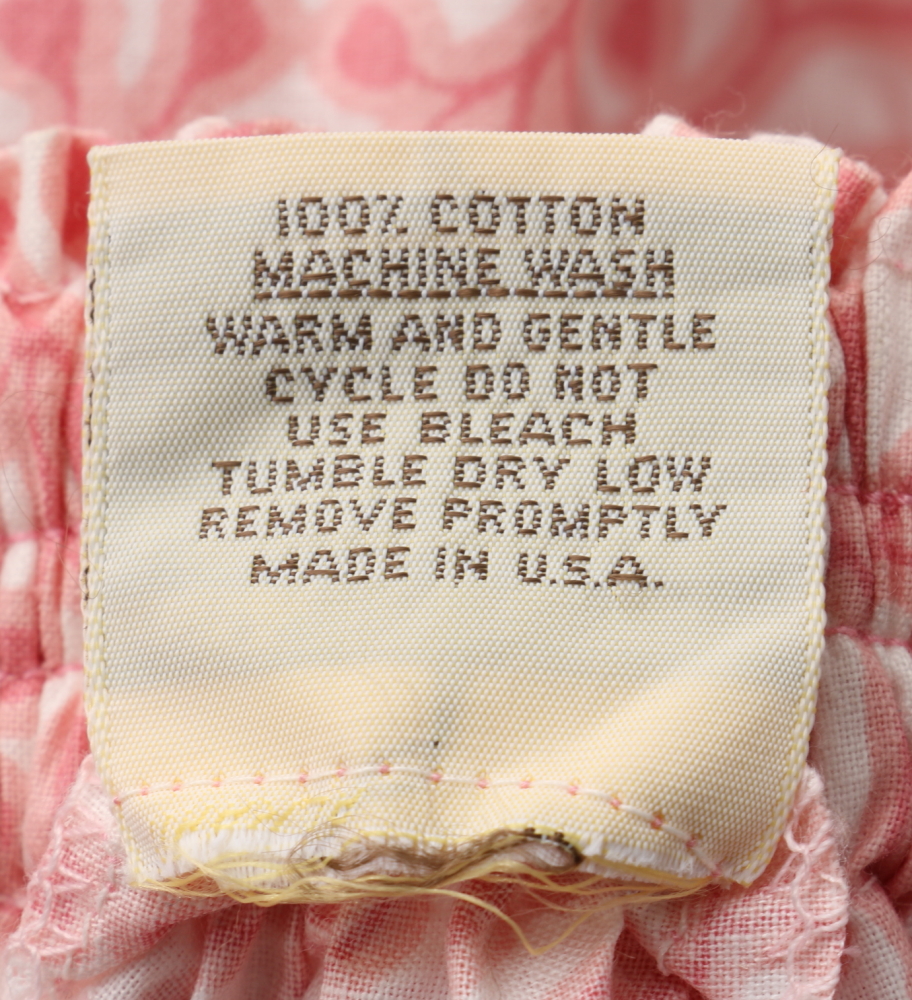 100% COTTON
MACHINE WASH
WARM AND GENTLE
CYCLE DO NOT
USE BLEACH
TUMBLE DRY LOW
REMOVE PROMPTLY
MADE IN U.S.A.